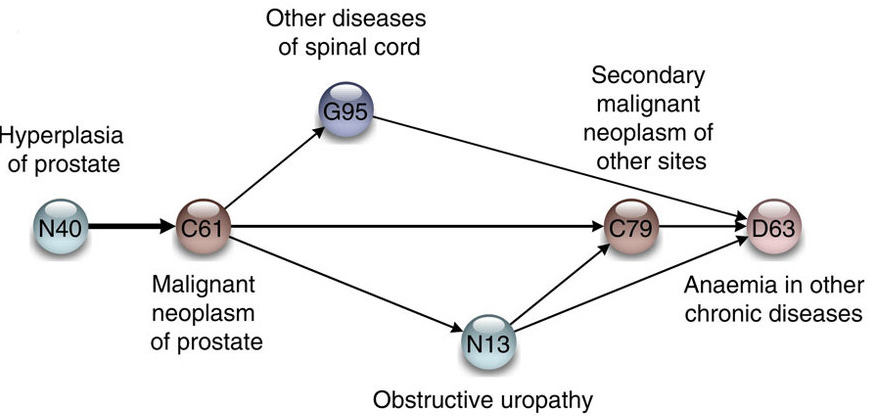 Other diseases
of spinal cord
G95
Secondary
malignant
neoplasm of
other sites
Hyperplasia
of prostate
N40
C61
C79
D63
Malignant
neoplasm
of prostate
Anaemia in other
chronic diseases
N13
Obstructive uropathy